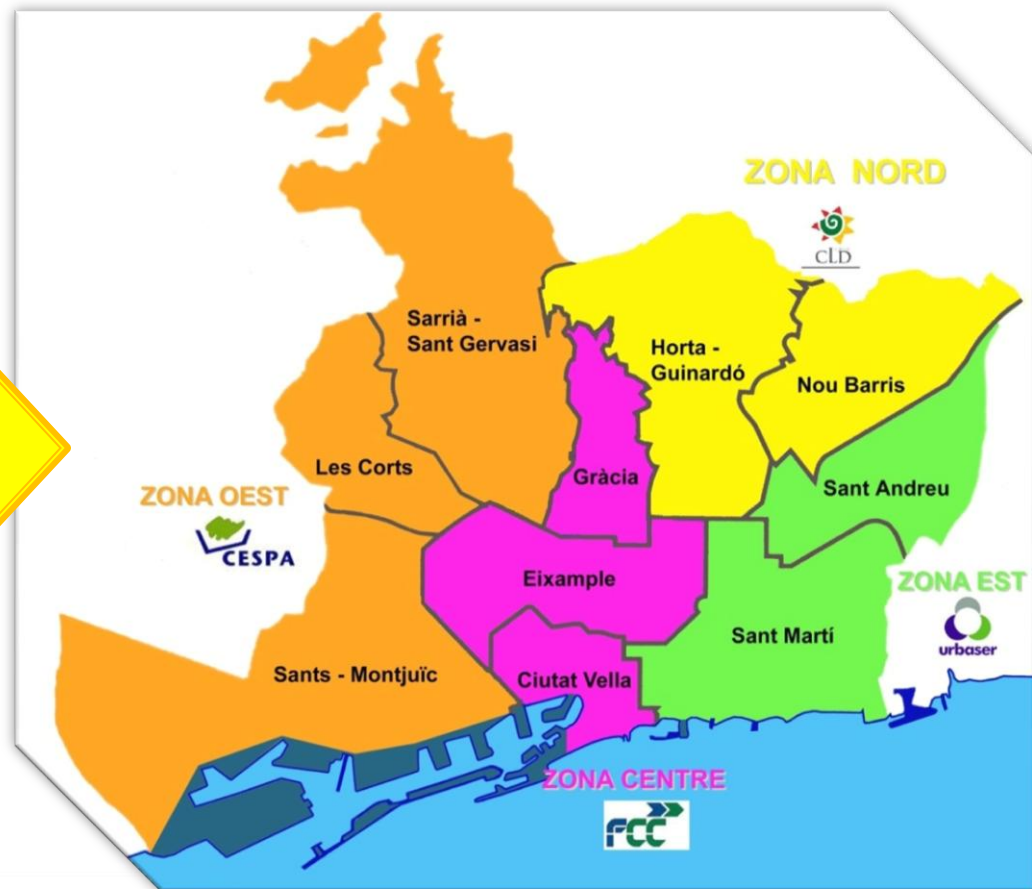 ZONA NORD
CLD
Sarrià -
Sant Gervasi
Horta -
Guinardó
Nou Barris
Les Corts
Gràcia
Sant Andreu
ZONA OEST
CESPA
Eixample
ZONA EST
urbaser
Sant Martí
Sants - Montjuïc
Ciutat Vella
ZONA CENTRE
FCC